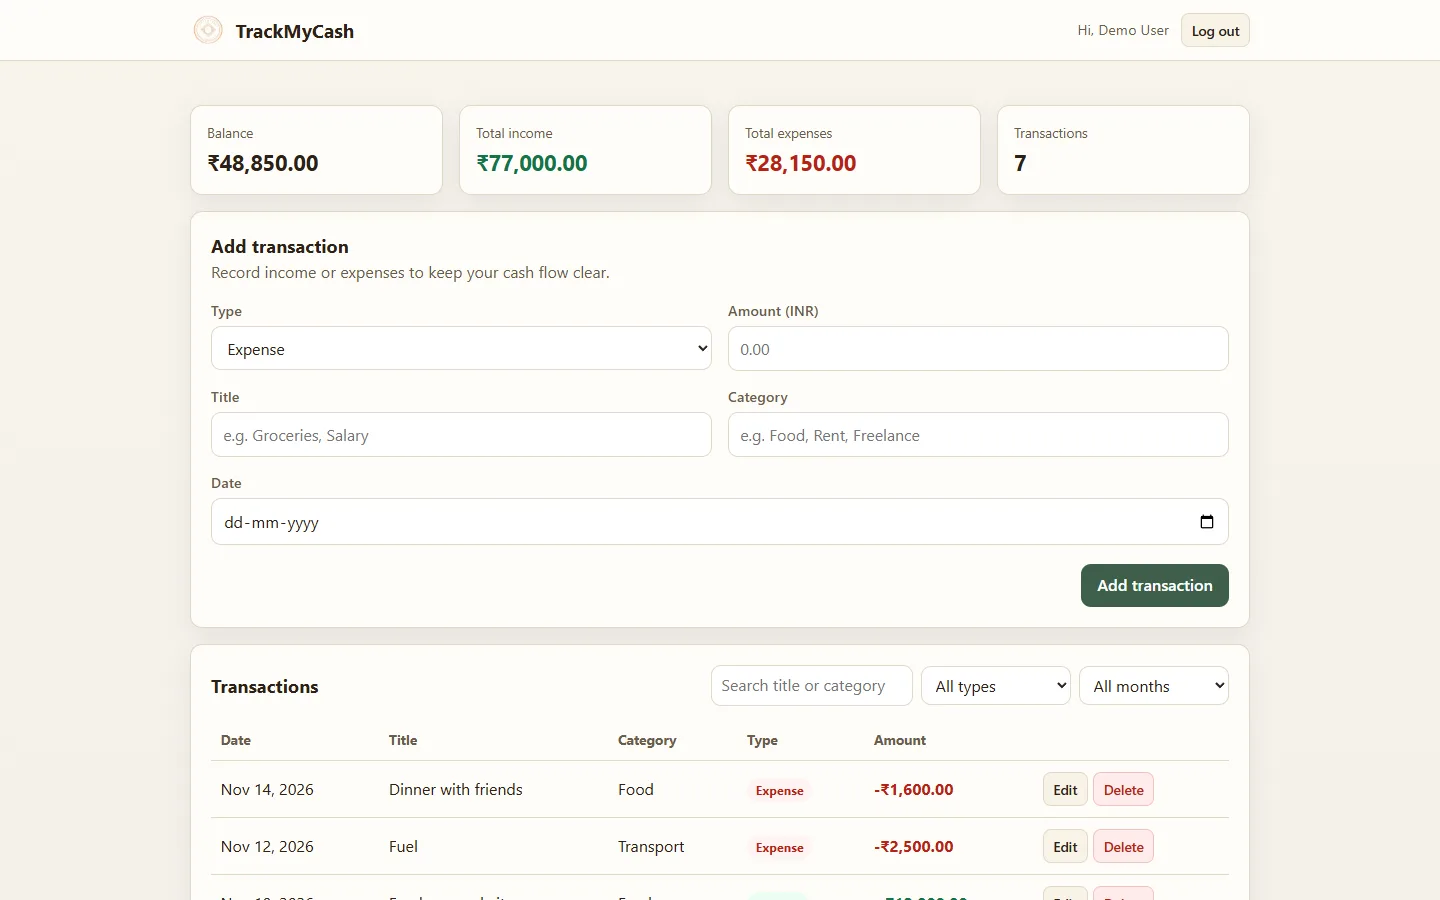 TrackMyCash
Hi, Demo User
Log out
Balance
₹48,850.00
Total income
₹77,000.00
Total expenses
₹28,150.00
Transactions
7
Add transaction
Record income or expenses to keep your cash flow clear.
Type
Amount (INR)
Expense
0.00
Title
Category
e.g. Groceries, Salary
e.g. Food, Rent, Freelance
Date
dd-mm-yyyy
Add transaction
Transactions
Search title or category
All types
All months
Date Title Category Type Amount
Nov 14, 2026 Dinner with friends Food Expense -₹1,600.00 Edit Delete
Nov 12, 2026 Fuel Transport Expense -₹2,500.00 Edit Delete